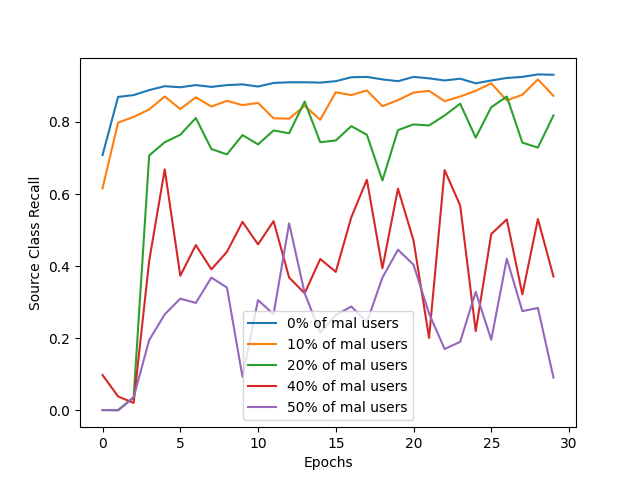 Source Class Recall
0.8
0.6
0.4
0.2
0.0
0% of mal users
10% of mal users
20% of mal users
40% of mal users
50% of mal users
0 5 10 15 20 25 30
Epochs